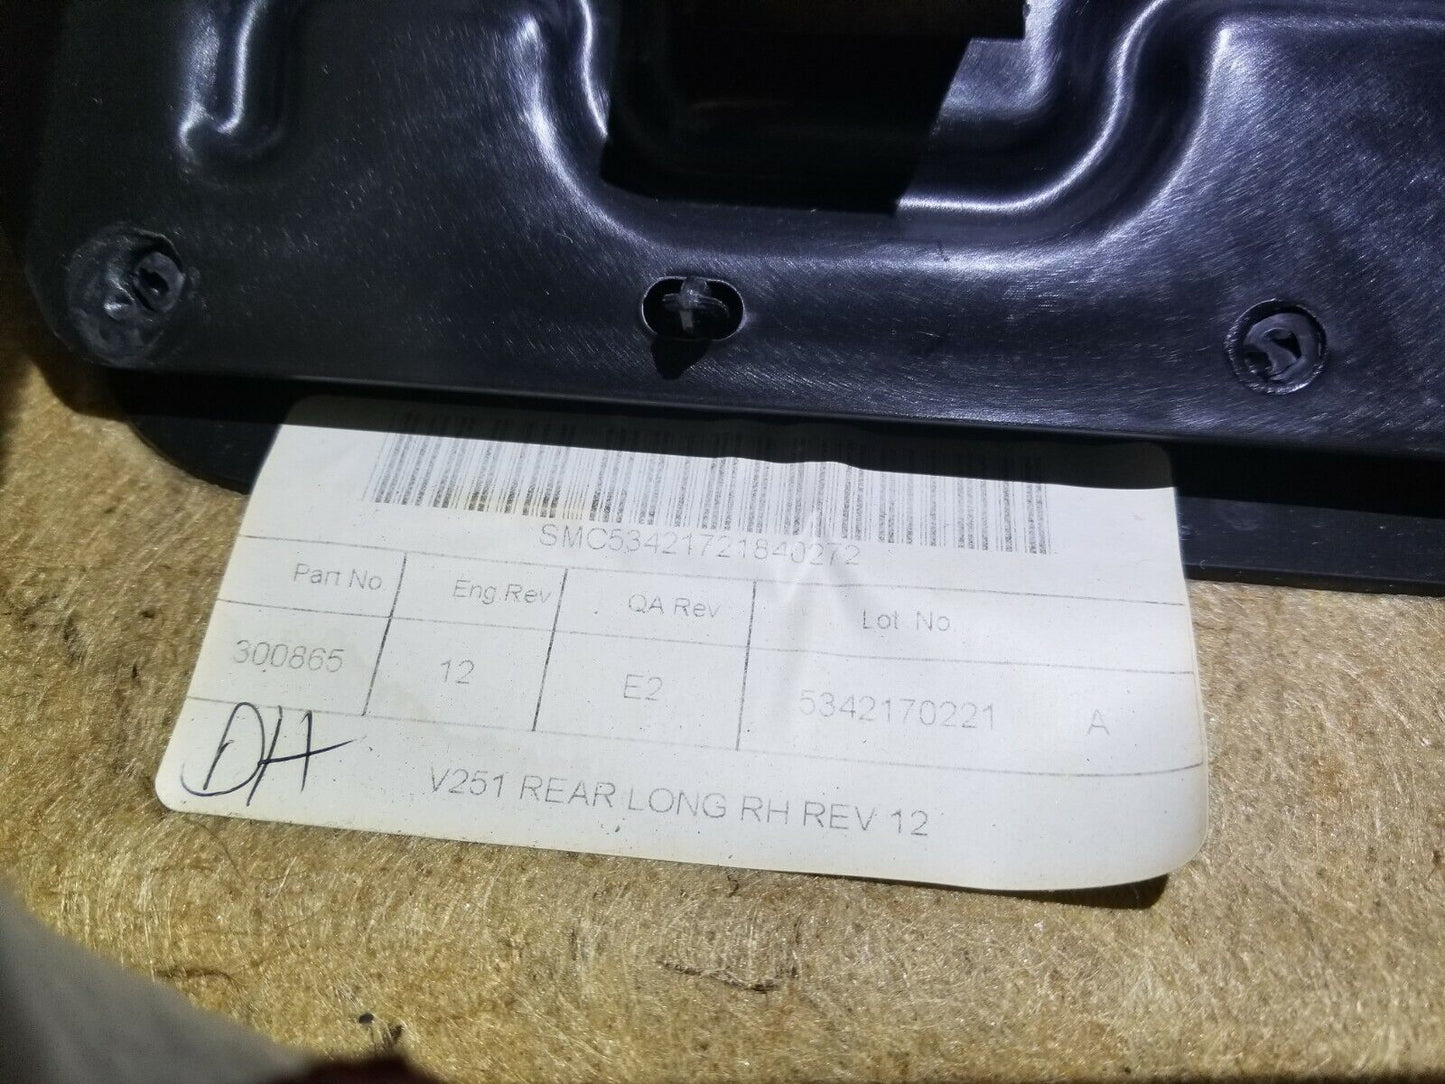 SMC53421721840272
Part No Eng.Rev QA Rev Lot No
300865 12 E2 5342170221 A
DH
V251 REAR LONG RH REV 12